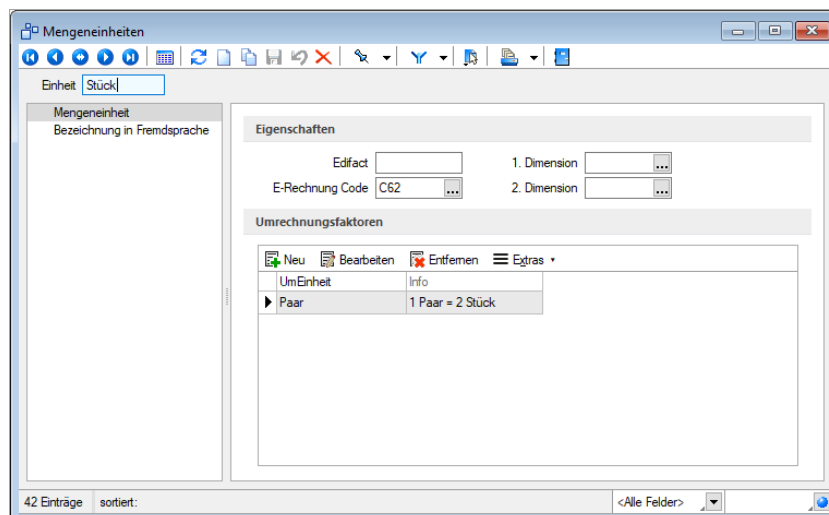 Mengeneinheiten
Einheit Stück
Mengeneinheit
Bezeichnung in Fremdsprache
Eigenschaften
Edifact 1. Dimension ...
E-Rechnung Code C62 ... 2. Dimension ...
Umrechnungsfaktoren
Neu Bearbeiten Entfernen Extras
UmEinheit Info
Paar 1 Paar = 2 Stück
42 Einträge sortiert: <Alle Felder>